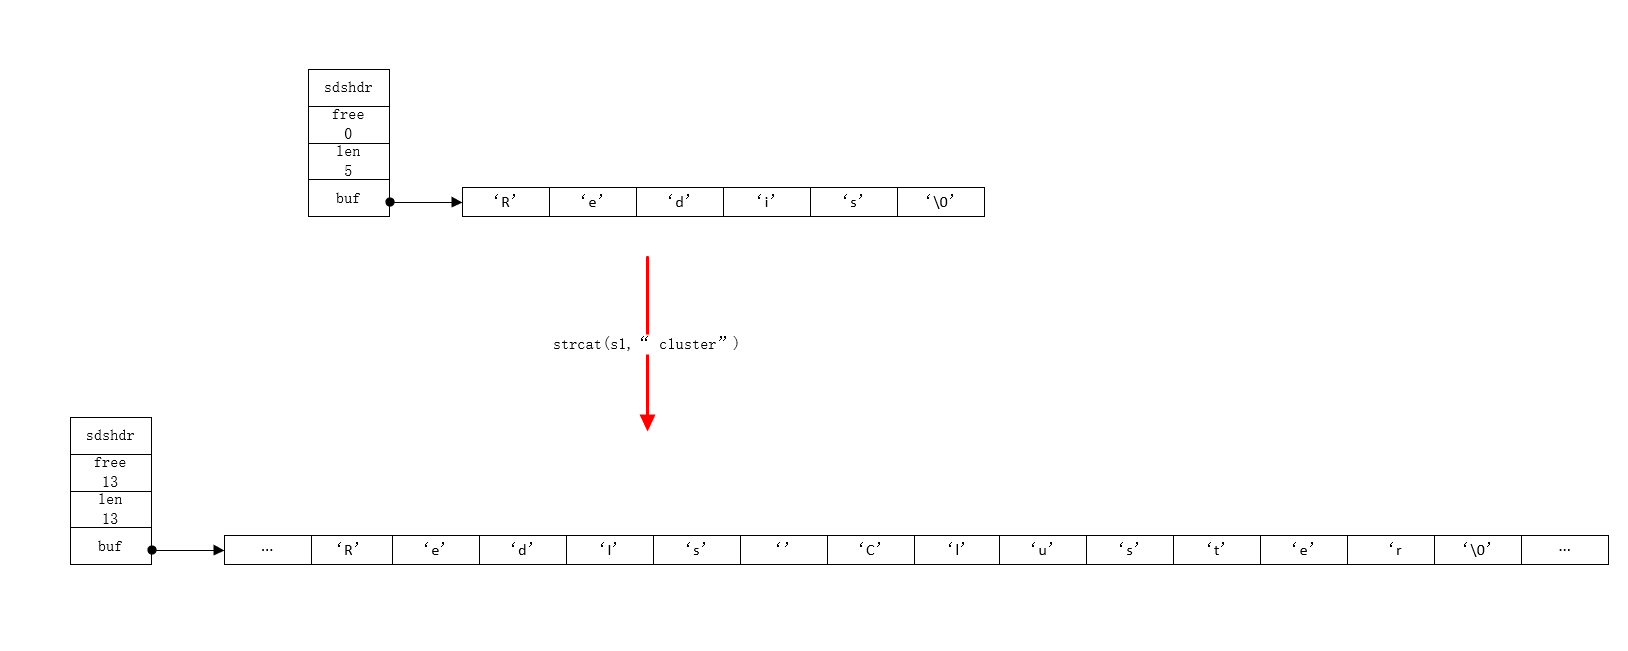 sdshdr
free
0
len
5
buf
‘R’ ‘e’ ‘d’ ‘i’ ‘s’ ‘\0’
strcat(s1,“ cluster”)
sdshdr
free
13
len
13
buf
… ‘R’ ‘e’ ‘d’ ‘I’ ‘s’ ‘’ ‘C’ ‘l’ ‘u’ ‘s’ ‘t’ ‘e’ ‘r ‘\0’ …